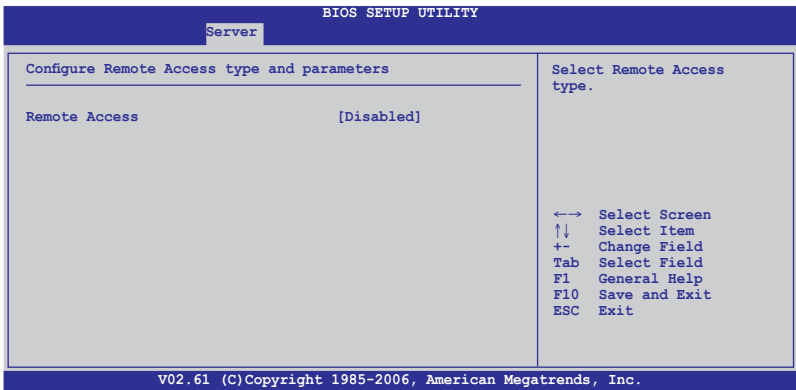 BIOS SETUP UTILITY
Server
Configure Remote Access type and parameters
Remote Access [Disabled]
Select Remote Access
type.
←→ Select Screen
↑↓ Select Item
+- Change Field
Tab Select Field
F1 General Help
F10 Save and Exit
ESC Exit
V02.61 (C)Copyright 1985-2006, American Megatrends, Inc.